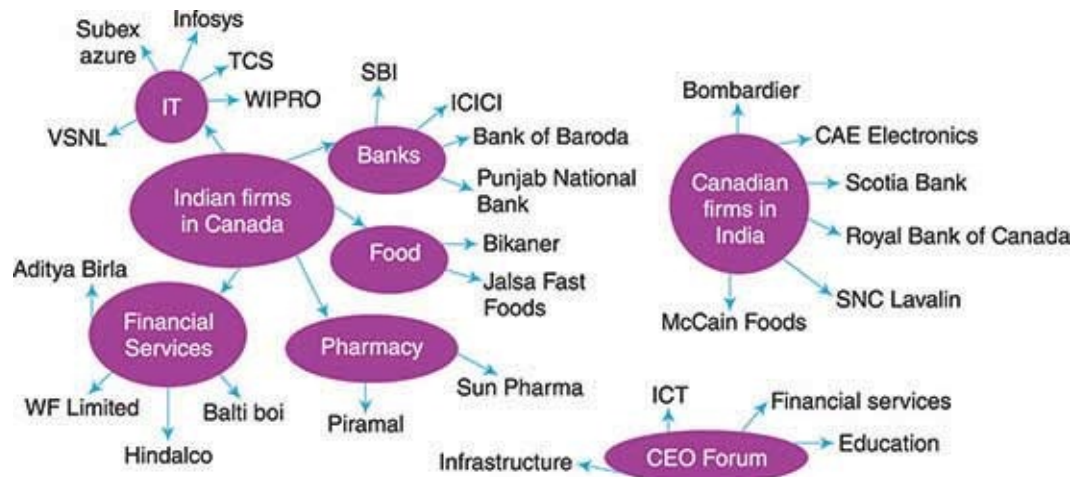 Infosys
Subex
azure
TCS
IT
WIPRO
VSNL
SBI
ICICI
Banks
Bank of Baroda
Punjab National
Bank
Indian firms
in Canada
Food
Bikaner
Jalsa Fast
Foods
Aditya Birla
Financial
Services
WF Limited
Balti boi
Hindalco
Pharmacy
Sun Pharma
Piramal
Bombardier
CAE Electronics
Canadian
firms in
India
Scotia Bank
Royal Bank of Canada
SNC Lavalin
McCain Foods
ICT
Financial services
Education
CEO Forum
Infrastructure